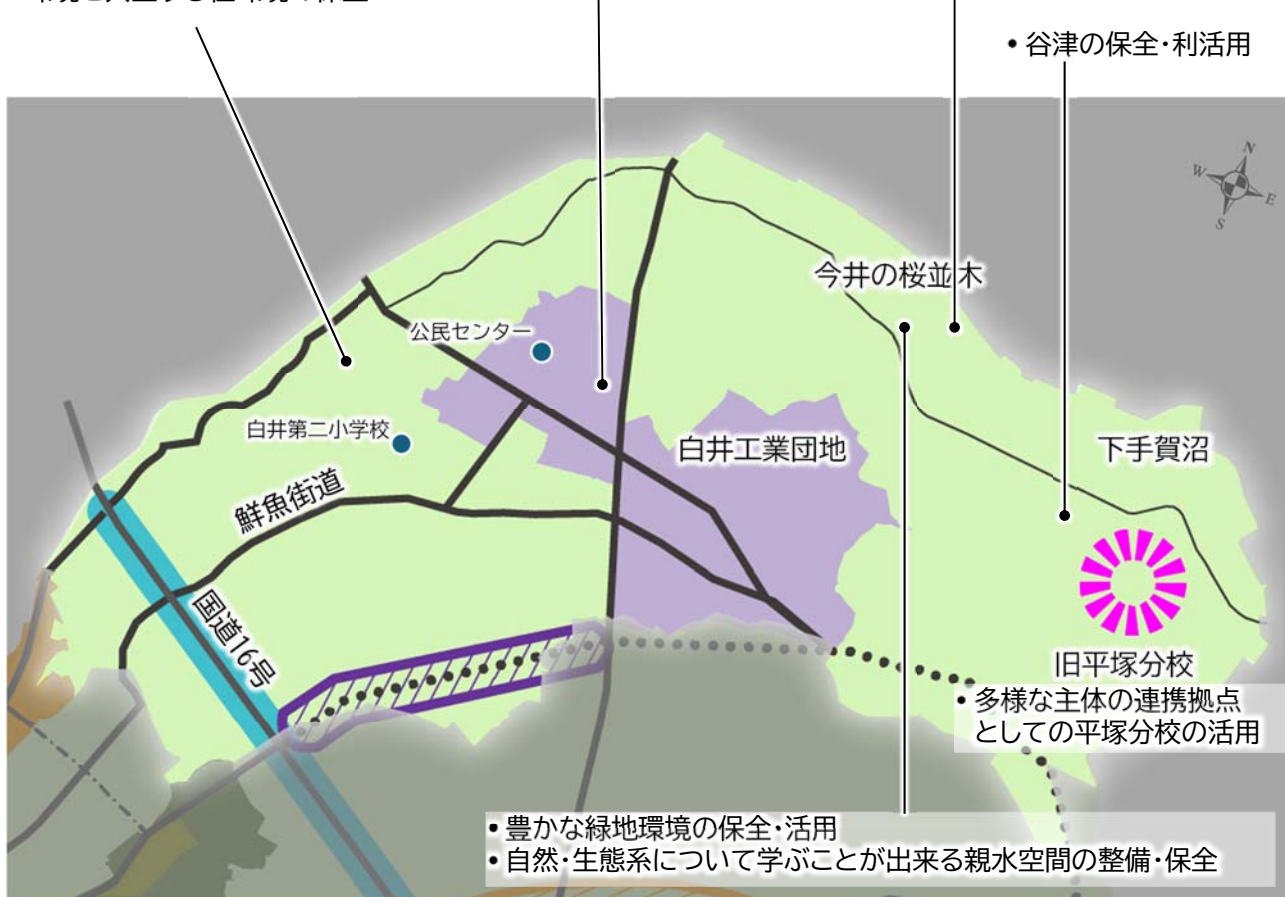 • 谷津の保全・利活用
N
W
E
S
今井の桜並木
公民センター
白井第二小学校
白井工業団地
下手賀沼
鮮魚街道
国道16号
旧平塚分校
• 多様な主体の連携拠点
としての平塚分校の活用
• 豊かな緑地環境の保全・活用
• 自然・生態系について学ぶことが出来る親水空間の整備・保全